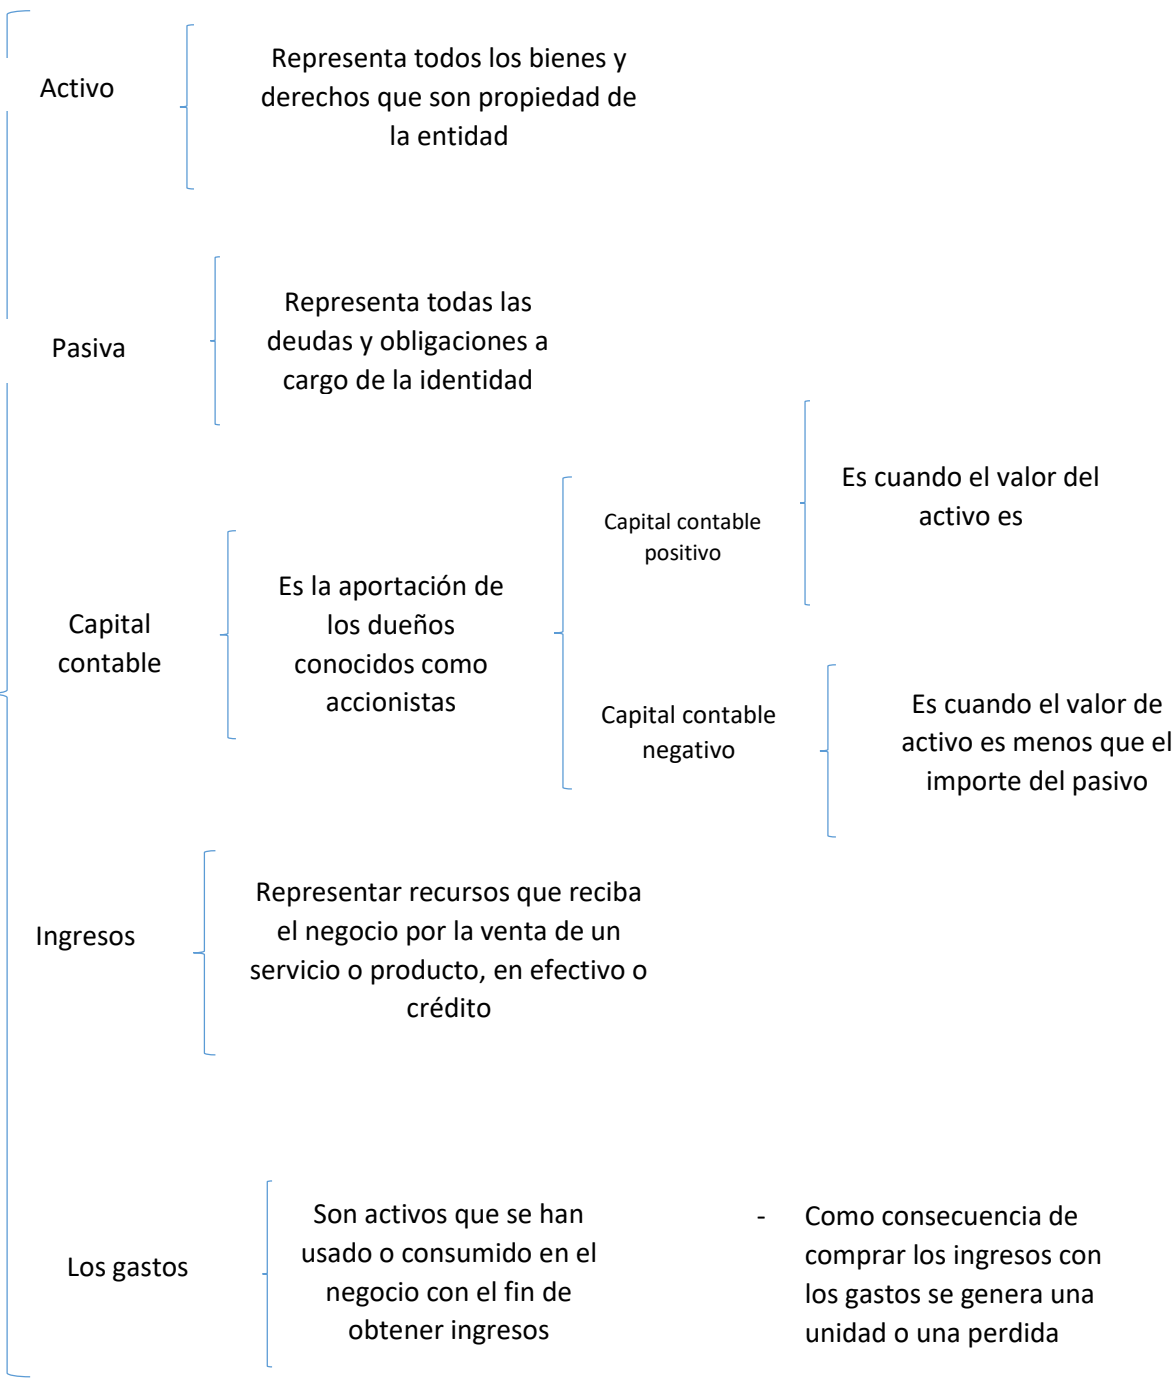 Activo
Representa todos los bienes y
derechos que son propiedad de
la entidad
Pasiva
Representa todas las
deudas y obligaciones a
cargo de la identidad
Capital
contable
Es la aportación de
los dueños
conocidos como
accionistas
Capital contable
positivo
Es cuando el valor del
activo es
Capital contable
negativo
Es cuando el valor de
activo es menos que el
importe del pasivo
Ingresos
Representar recursos que reciba
el negocio por la venta de un
servicio o producto, en efectivo o
crédito
Los gastos
Son activos que se han
usado o consumido en el
negocio con el fin de
obtener ingresos
- Como consecuencia de
comprar los ingresos con
los gastos se genera una
unidad o una perdida